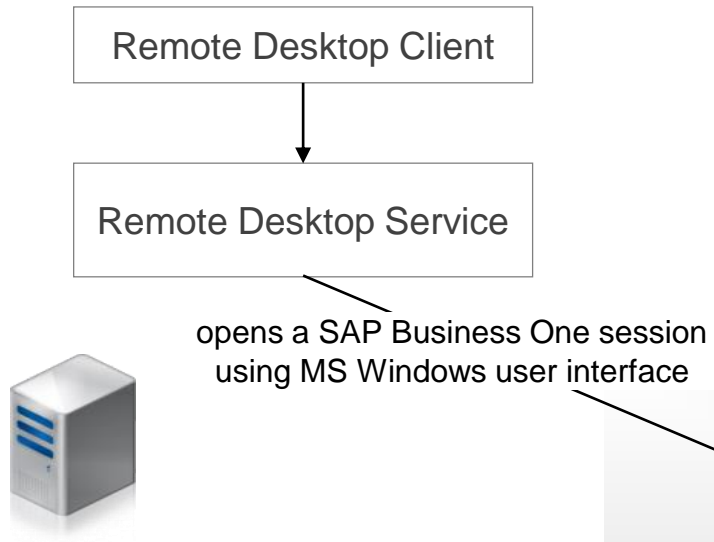 Remote Desktop Client
Remote Desktop Service
opens a SAP Business One session
using MS Windows user interface